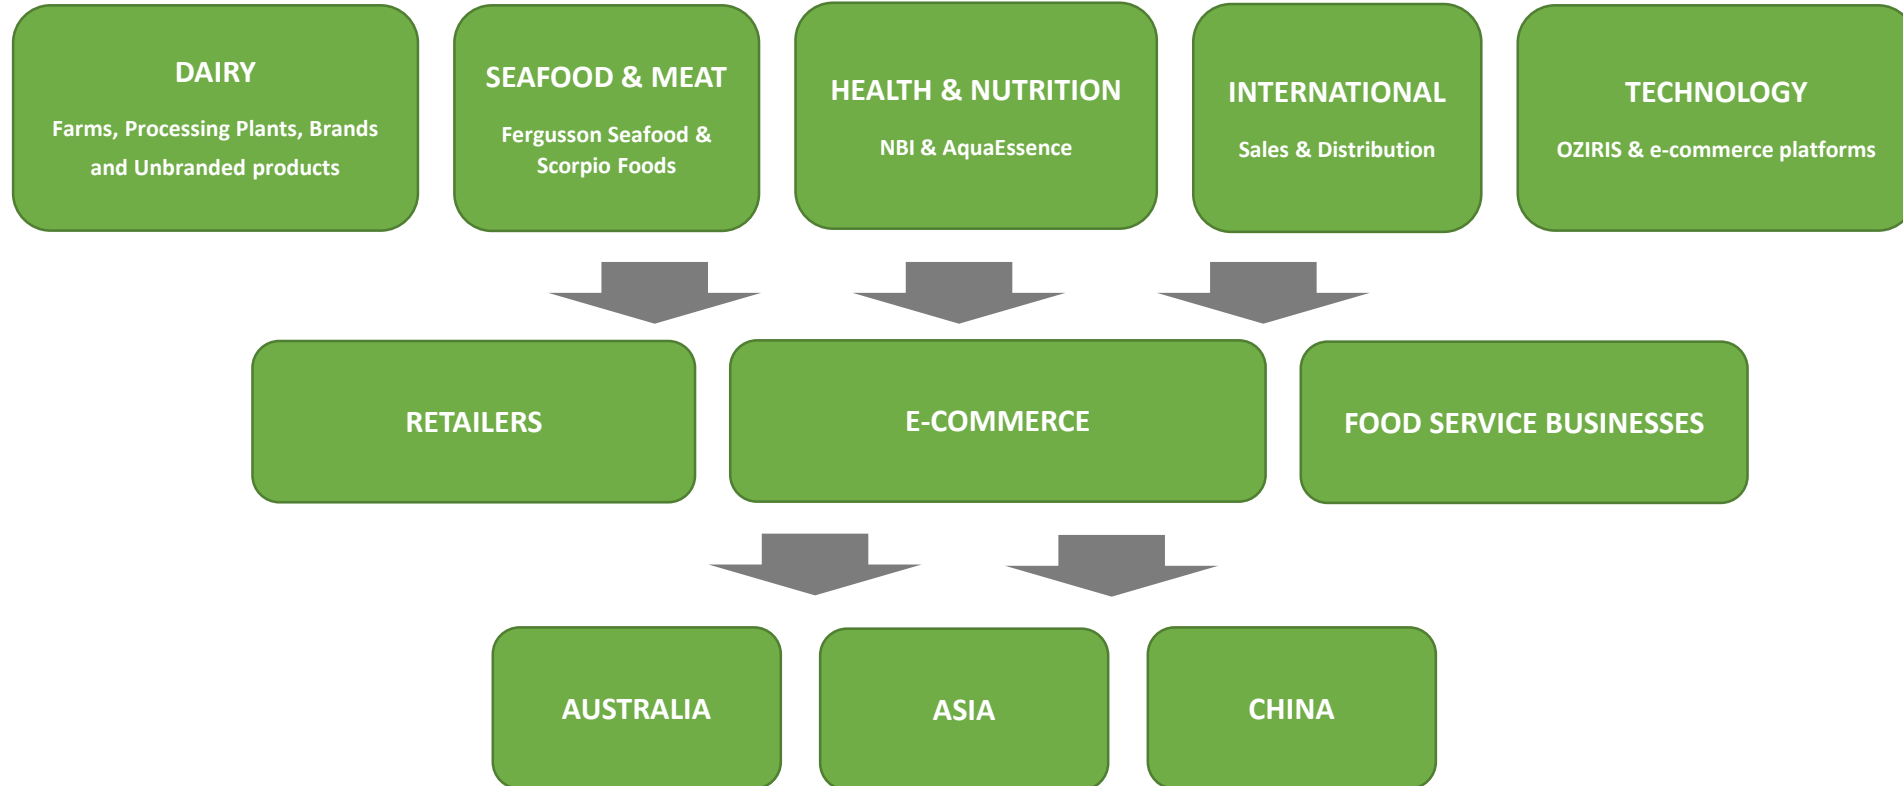 DAIRY
Farms, Processing Plants, Brands
and Unbranded products
SEAFOOD & MEAT
Fergusson Seafood &
Scorpio Foods
HEALTH & NUTRITION
NBI & AquaEssence
INTERNATIONAL
Sales & Distribution
TECHNOLOGY
OZIRIS & e-commerce platforms
RETAILERS
E-COMMERCE
FOOD SERVICE BUSINESSES
AUSTRALIA
ASIA
CHINA